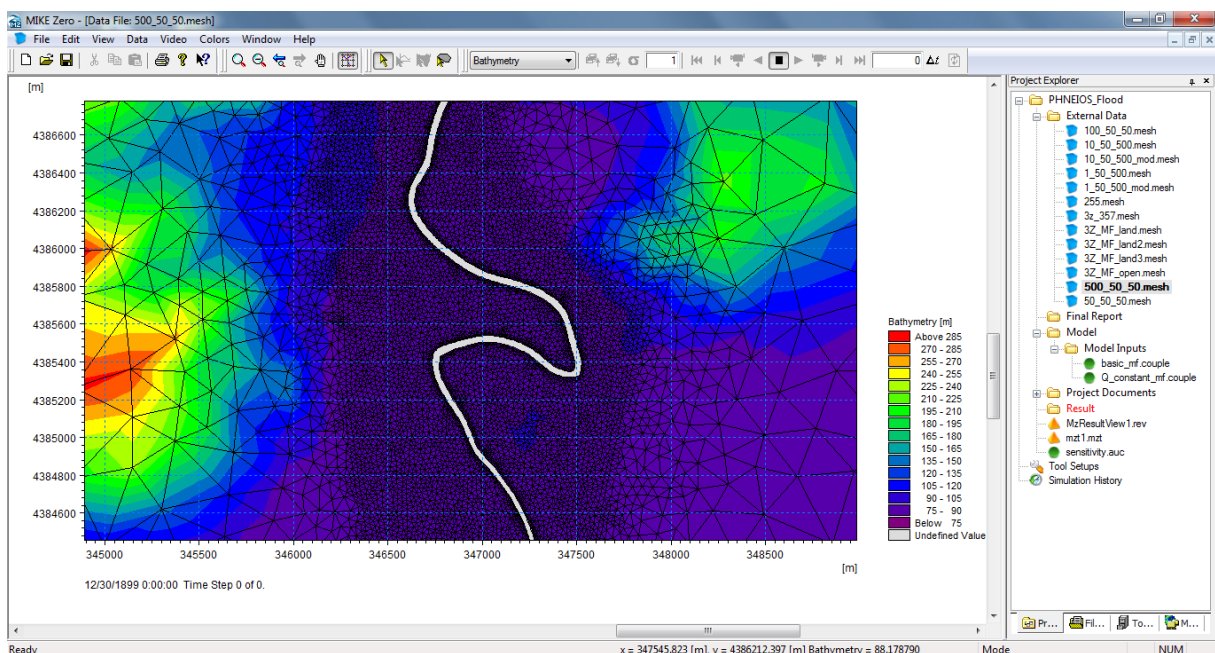 MIKE Zero - [Data File: 500_50_50.mesh]
File Edit View Data Video Colors Window Help
Bathymetry
1
0 Δt
[m]
4386600
4386400
4386200
4386000
4385800
4385600
4385400
4385200
4385000
4384800
4384600
345000 345500 346000 346500 347000 347500 348000 348500
[m]
12/30/1899 0:00:00 Time Step 0 of 0.
Bathymetry [m]
Above 285
270 - 285
255 - 270
240 - 255
225 - 240
210 - 225
195 - 210
180 - 195
165 - 180
150 - 165
135 - 150
120 - 135
105 - 120
90 - 105
75 - 90
Below 75
Undefined Value
Project Explorer
PHNEIOS_Flood
External Data
100_50_50.mesh
10_50_500.mesh
10_50_500_mod.mesh
1_50_500.mesh
1_50_500_mod.mesh
255.mesh
3z_357.mesh
3Z_MF_land.mesh
3Z_MF_land2.mesh
3Z_MF_land3.mesh
3Z_MF_open.mesh
500_50_50.mesh
50_50_50.mesh
Final Report
Model
Model Inputs
basic_mf.couple
Q_constant_mf.couple
Project Documents
Result
MzResultView1.rev
mzt1.mzt
sensitivity.auc
Tool Setups
Simulation History
Pr... Fil... To... M...
Ready
x = 347545.823 [m], y = 4386212.397 [m] Bathymetry = 88.178790
Mode
NUM